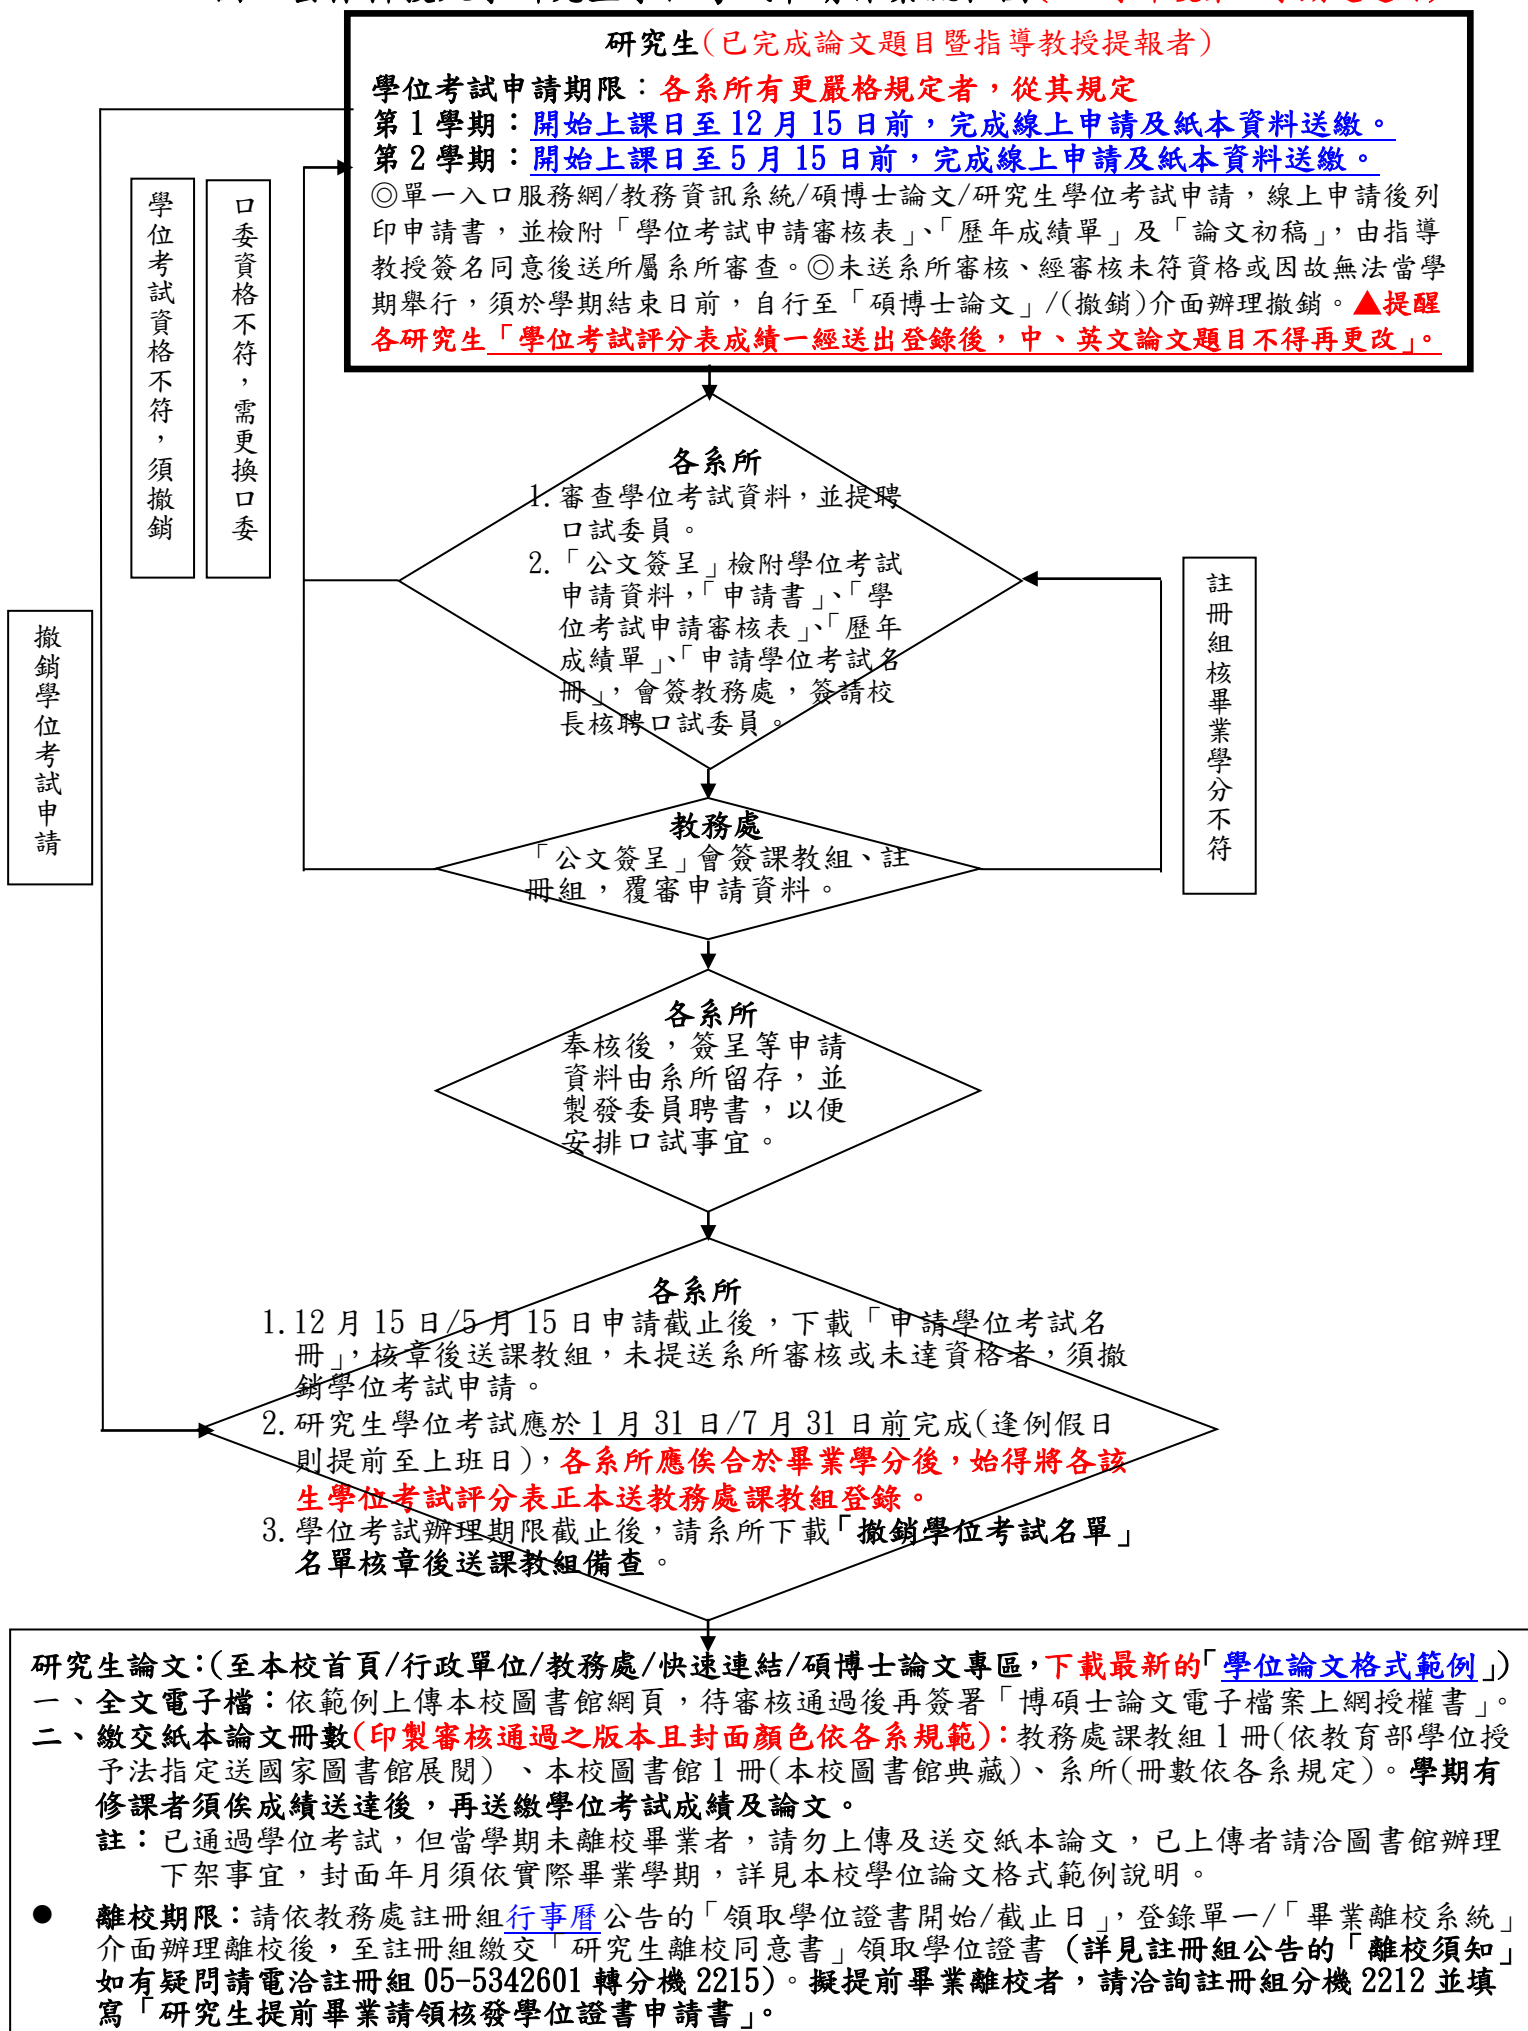 研究生(已完成論文題目暨指導教授提報者)
學位考試申請期限：各系所有更嚴格規定者，從其規定
第 1 學期：開始上課日至 12 月 15 日前，完成線上申請及紙本資料送繳。
第 2 學期：開始上課日至 5 月 15 日前，完成線上申請及紙本資料送繳。
◎單一入口服務網/教務資訊系統/碩博士論文/研究生學位考試申請，線上申請後列
印申請書，並檢附「學位考試申請審核表」、「歷年成績單」及「論文初稿」，由指導
教授簽名同意後送所屬系所審查。◎未送系所審核、經審核未符資格或因故無法當學
期舉行，須於學期結束日前，自行至「碩博士論文」/(撤銷)介面辦理撤銷。▲提醒
各研究生「學位考試評分表成績一經送出登錄後，中、英文論文題目不得再更改」。
學位考試資格不符，須撤銷
口委資格不符，需更換口委
撤銷學位考試申請
各系所
1. 審查學位考試資料，並提聘
口試委員。
2.「公文簽呈」檢附學位考試
申請資料，「申請書」、「學
位考試申請審核表」、「歷年
成績單」、「申請學位考試名
冊」，會簽教務處，簽請校
長核聘口試委員。
註冊組核畢業學分不符
教務處
「公文簽呈」會簽課教組、註
冊組，覆審申請資料。
各系所
奉核後，簽呈等申請
資料由系所留存，並
製發委員聘書，以便
安排口試事宜。
各系所
1. 12 月 15 日/5 月 15 日申請截止後，下載「申請學位考試名
冊」，核章後送課教組，未提送系所審核或未達資格者，須撤
銷學位考試申請。
2. 研究生學位考試應於 1 月 31 日/7 月 31 日前完成(逢例假日
則提前至上班日)，各系所應俟合於畢業學分後，始得將各該
生學位考試評分表正本送教務處課教組登錄。
3. 學位考試辦理期限截止後，請系所下載「撤銷學位考試名單」
名單核章後送課教組備查。
研究生論文：(至本校首頁/行政單位/教務處/快速連結/碩博士論文專區，下載最新的「學位論文格式範例」)
一、全文電子檔：依範例上傳本校圖書館網頁，待審核通過後再簽署「博碩士論文電子檔案上網授權書」。
二、繳交紙本論文冊數(印製審核通過之版本且封面顏色依各系規範)：教務處課教組 1 冊(依教育部學位授
予法指定送國家圖書館展閱) 、本校圖書館 1 冊(本校圖書館典藏)、系所(冊數依各系規定)。學期有
修課者須俟成績送達後，再送繳學位考試成績及論文。
註：已通過學位考試，但當學期未離校畢業者，請勿上傳及送交紙本論文，已上傳者請洽圖書館辦理
下架事宜，封面年月須依實際畢業學期，詳見本校學位論文格式範例說明。
● 離校期限：請依教務處註冊組行事曆公告的「領取學位證書開始/截止日」，登錄單一/「畢業離校系統」
介面辦理離校後，至註冊組繳交「研究生離校同意書」領取學位證書 (詳見註冊組公告的「離校須知」
如有疑問請電洽註冊組 05-5342601 轉分機 2215)。擬提前畢業離校者，請洽詢註冊組分機 2212 並填
寫「研究生提前畢業請領核發學位證書申請書」。